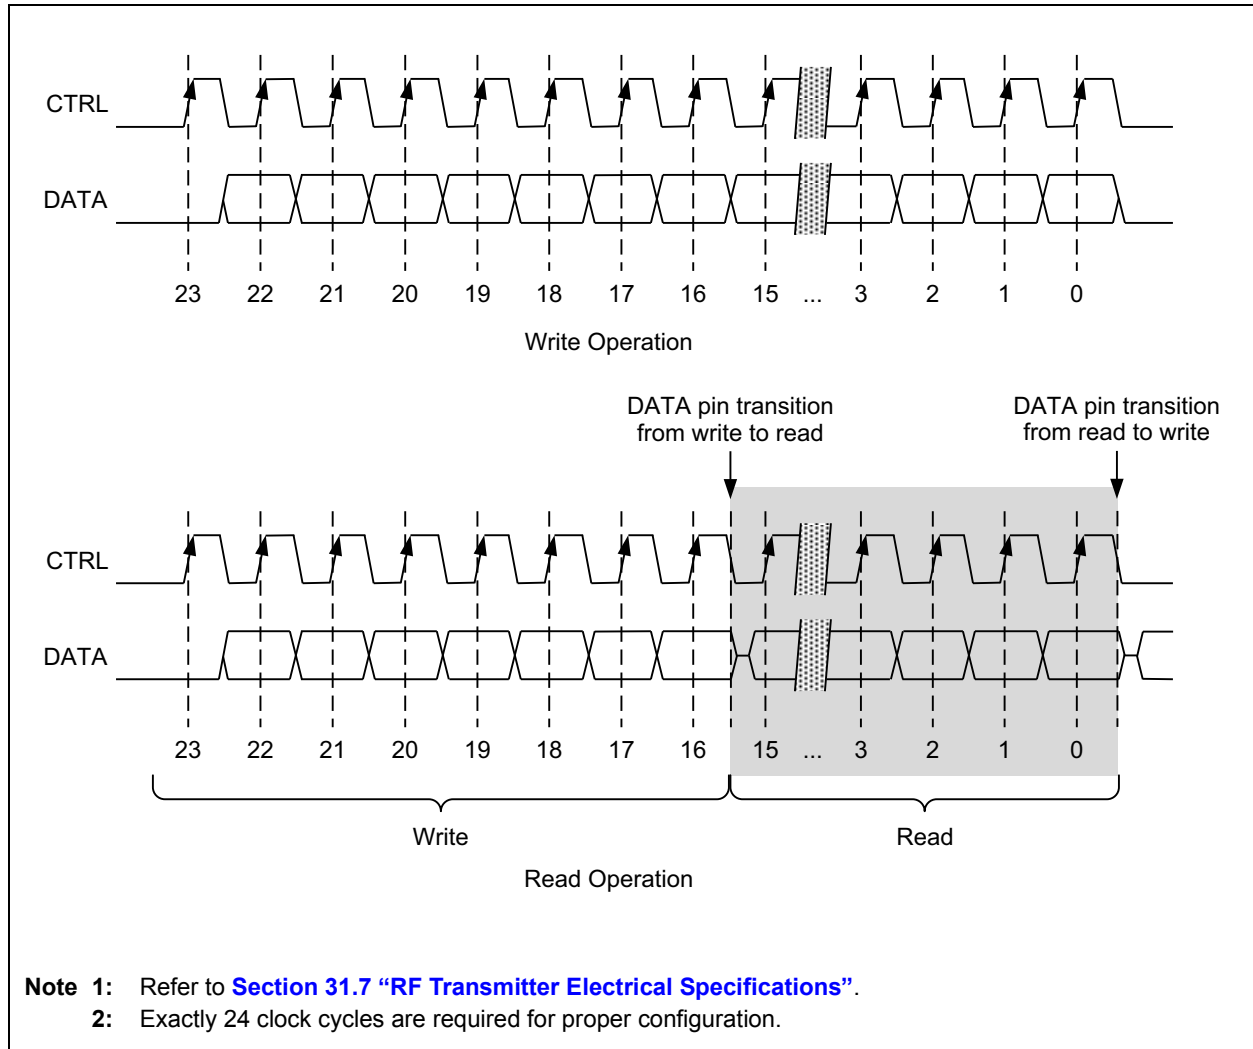 CTRL
DATA
23 22 21 20 19 18 17 16 15 ... 3 2 1 0
Write Operation
DATA pin transition
from write to read
DATA pin transition
from read to write
CTRL
DATA
23 22 21 20 19 18 17 16 15 ... 3 2 1 0
Write Read
Read Operation
Note 1: Refer to Section 31.7 “RF Transmitter Electrical Specifications”.
2: Exactly 24 clock cycles are required for proper configuration.